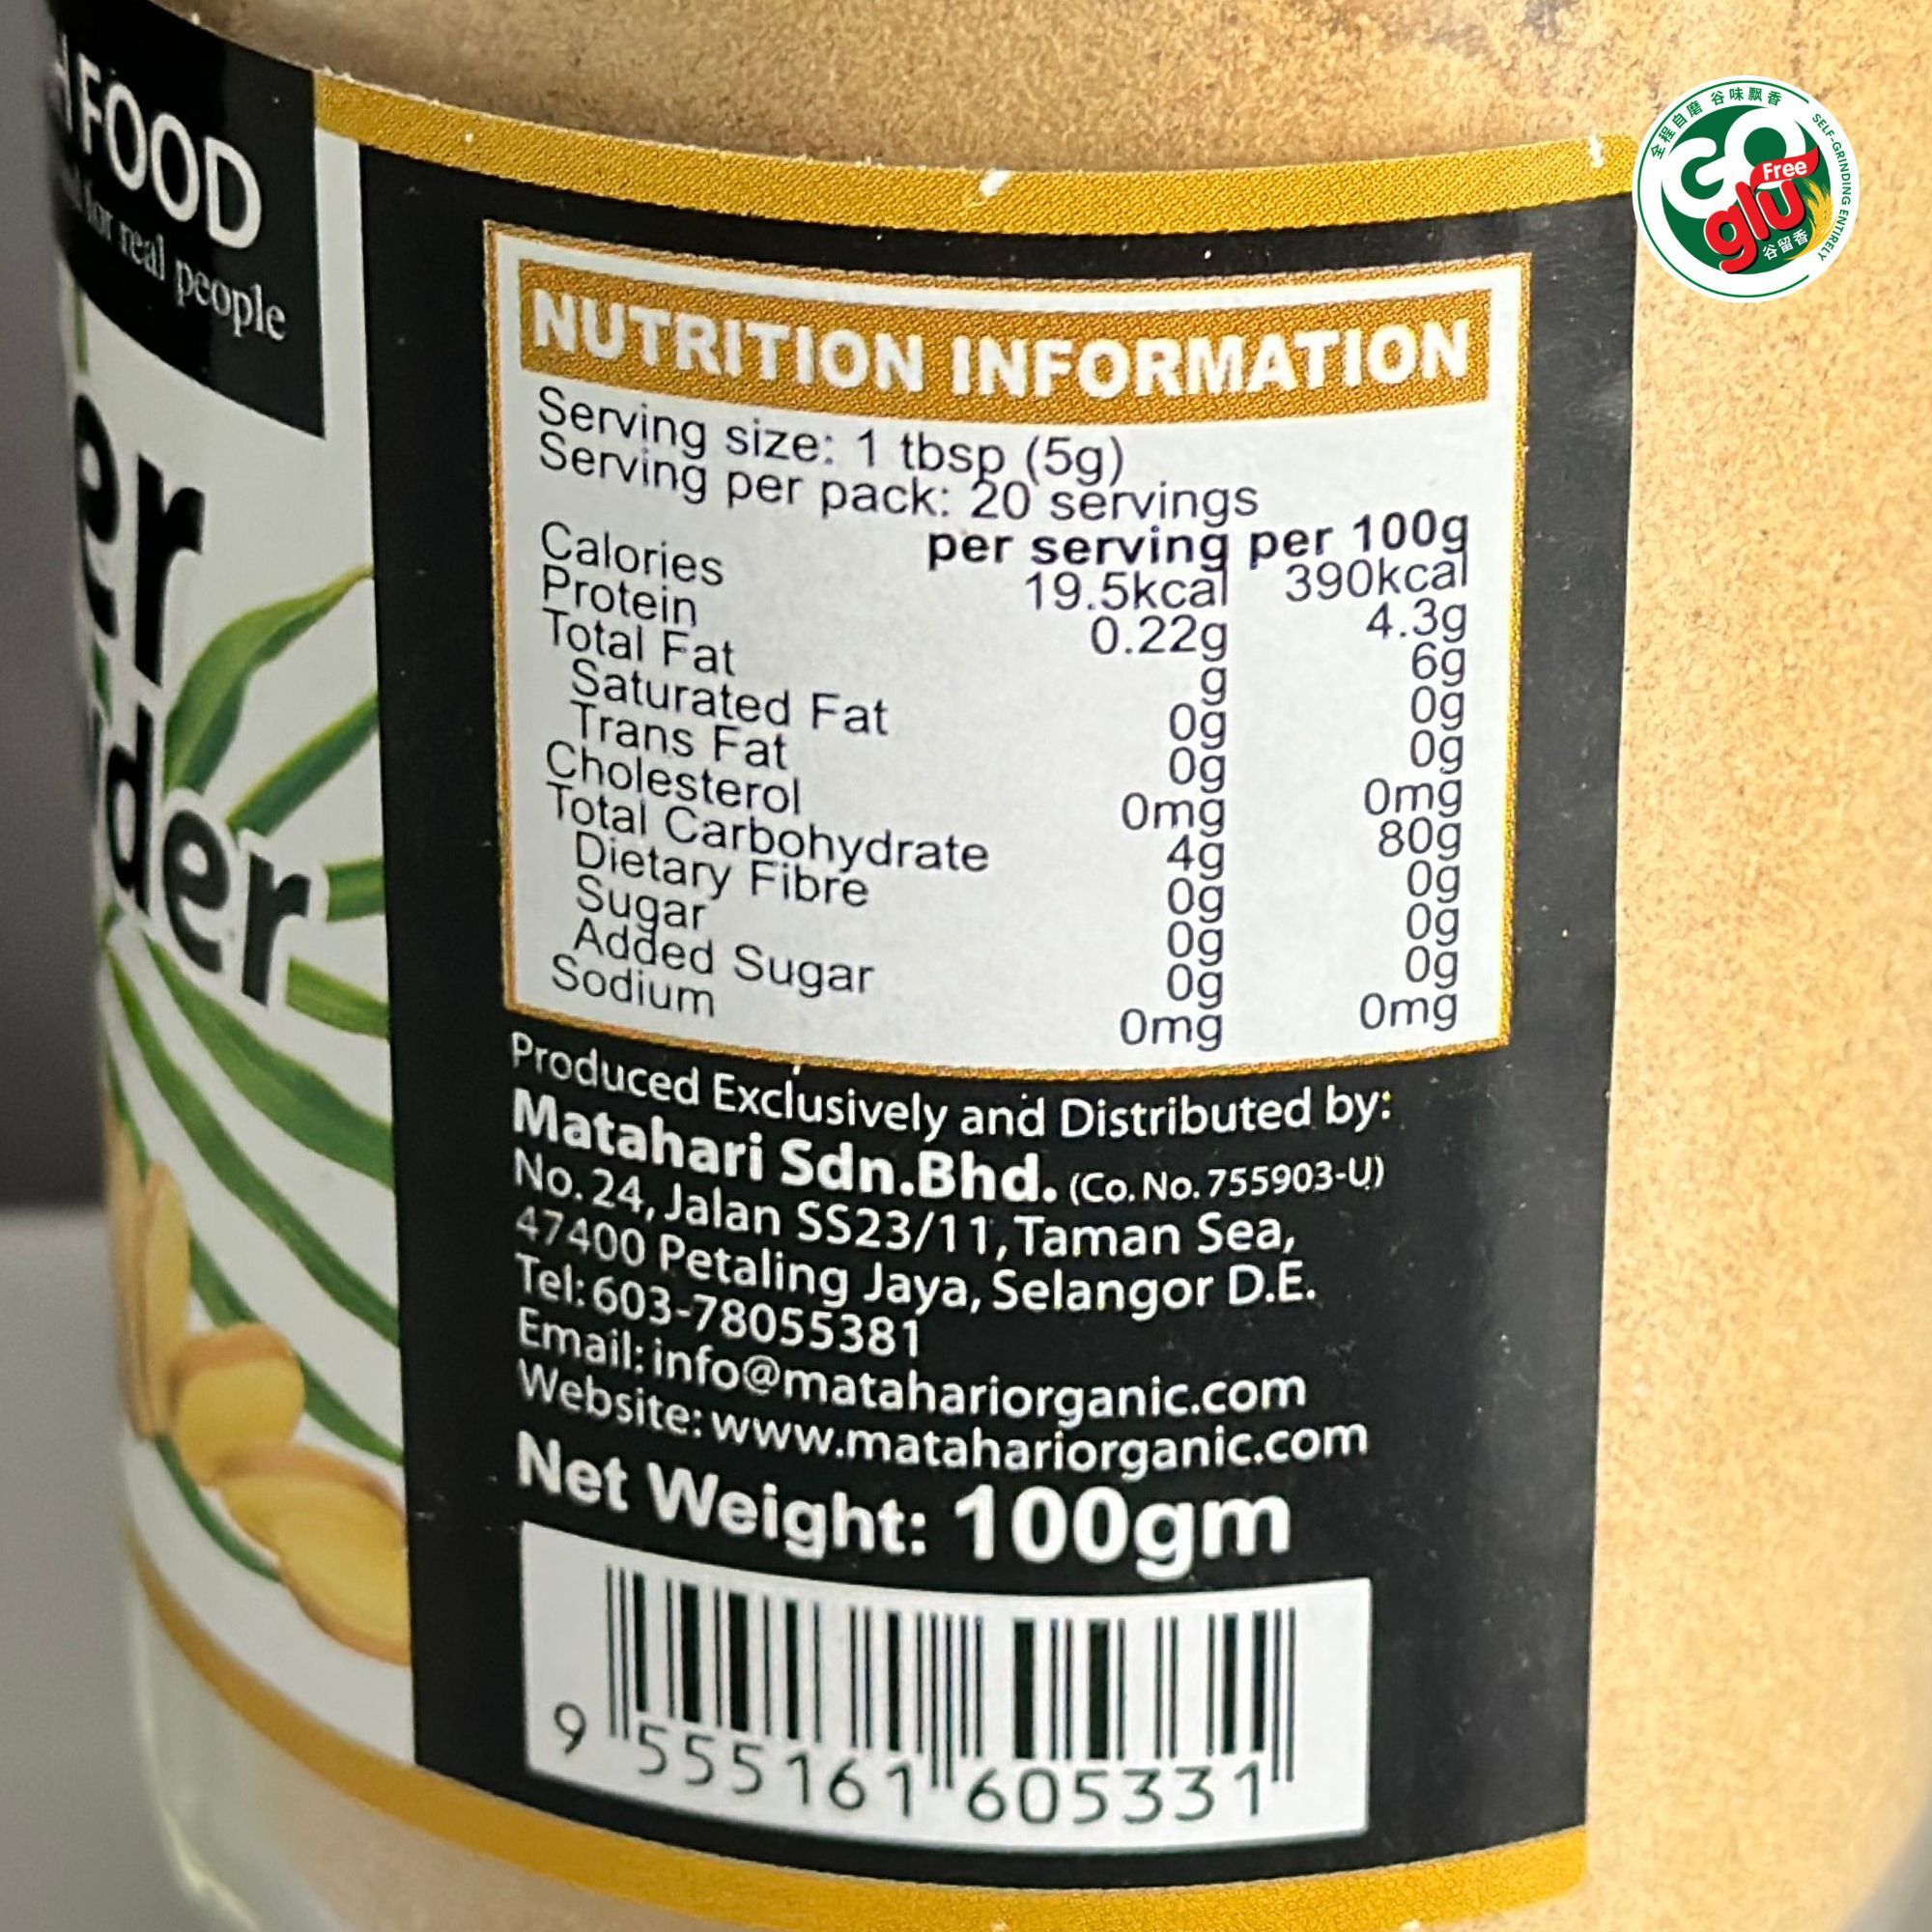 FOOD
for real people
er
der
全程自磨 谷味飘香
SELF-GRINDING ENTIRELY
GO
Free
glu
谷留香
NUTRITION INFORMATION
Serving size: 1 tbsp (5g)
Serving per pack: 20 servings
per serving per 100g
Calories 19.5kcal 390kcal
Protein 0.22g 4.3g
Total Fat g 6g
Saturated Fat 0g 0g
Trans Fat 0g 0g
Cholesterol 0mg 0mg
Total Carbohydrate 4g 80g
Dietary Fibre 0g 0g
Sugar 0g 0g
Added Sugar 0g 0g
Sodium 0mg 0mg
Produced Exclusively and Distributed by:
Matahari Sdn.Bhd. (Co. No. 755903-U)
No. 24, Jalan SS23/11, Taman Sea,
47400 Petaling Jaya, Selangor D.E.
Tel: 603-78055381
Email: info@matahariorganic.com
Website: www.matahariorganic.com
Net Weight: 100gm
9 555161 605331